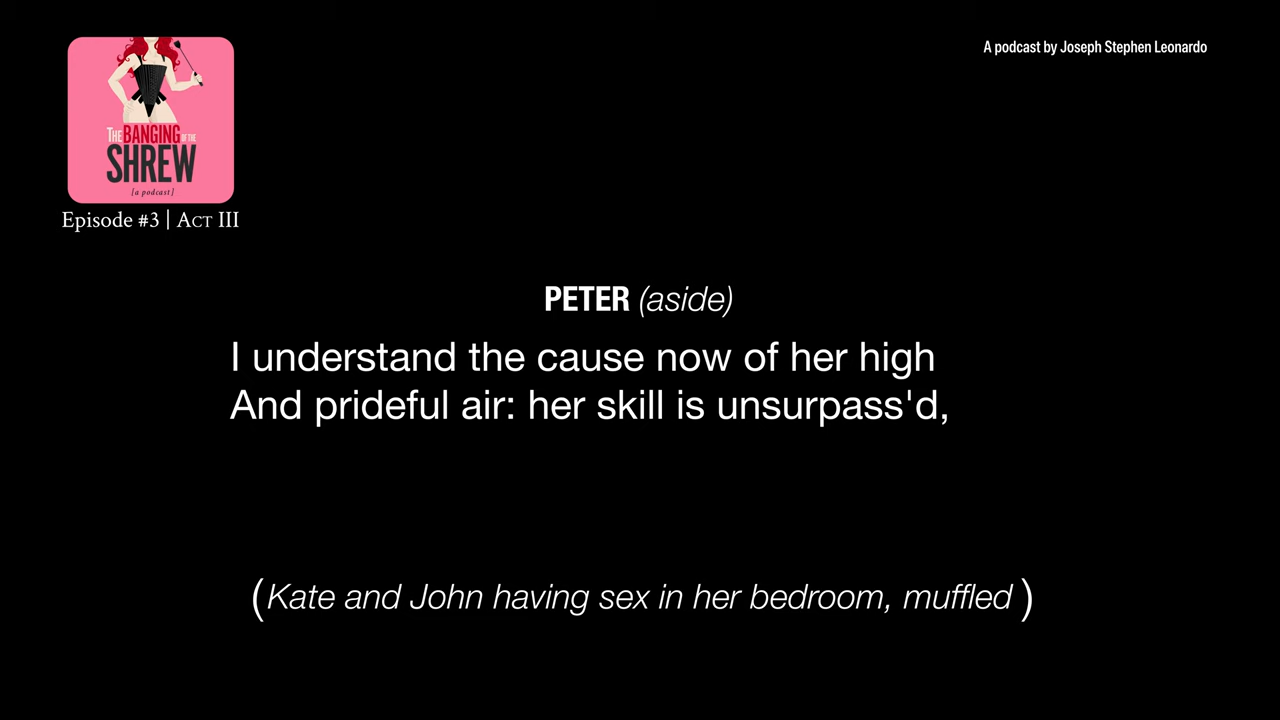 A podcast by Joseph Stephen Leonardo
THE BANGING OF THE
SHREW
[a podcast]
Episode #3 | ACT III
PETER (aside)
I understand the cause now of her high
And prideful air: her skill is unsurpass'd,
(Kate and John having sex in her bedroom, muffled )